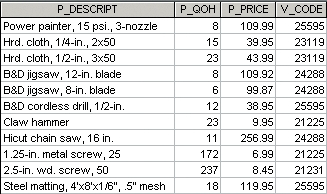 P_DESCRIPT P_QOH P_PRICE V_CODE
Power painter, 15 psi., 3-nozzle 8 109.99 25595
Hrd. cloth, 1/4-in., 2x50 15 39.95 23119
Hrd. cloth, 1/2-in., 3x50 23 43.99 23119
B&D jigsaw, 12-in. blade 8 109.92 24288
B&D jigsaw, 8-in. blade 6 99.87 24288
B&D cordless drill, 1/2-in. 12 38.95 25595
Claw hammer 23 9.95 21225
Hicut chain saw, 16 in. 11 256.99 24288
1.25-in. metal screw, 25 172 6.99 21225
2.5-in. wd. screw, 50 237 8.45 21231
Steel matting, 4'x8'x1/6", .5" mesh 18 119.95 25595